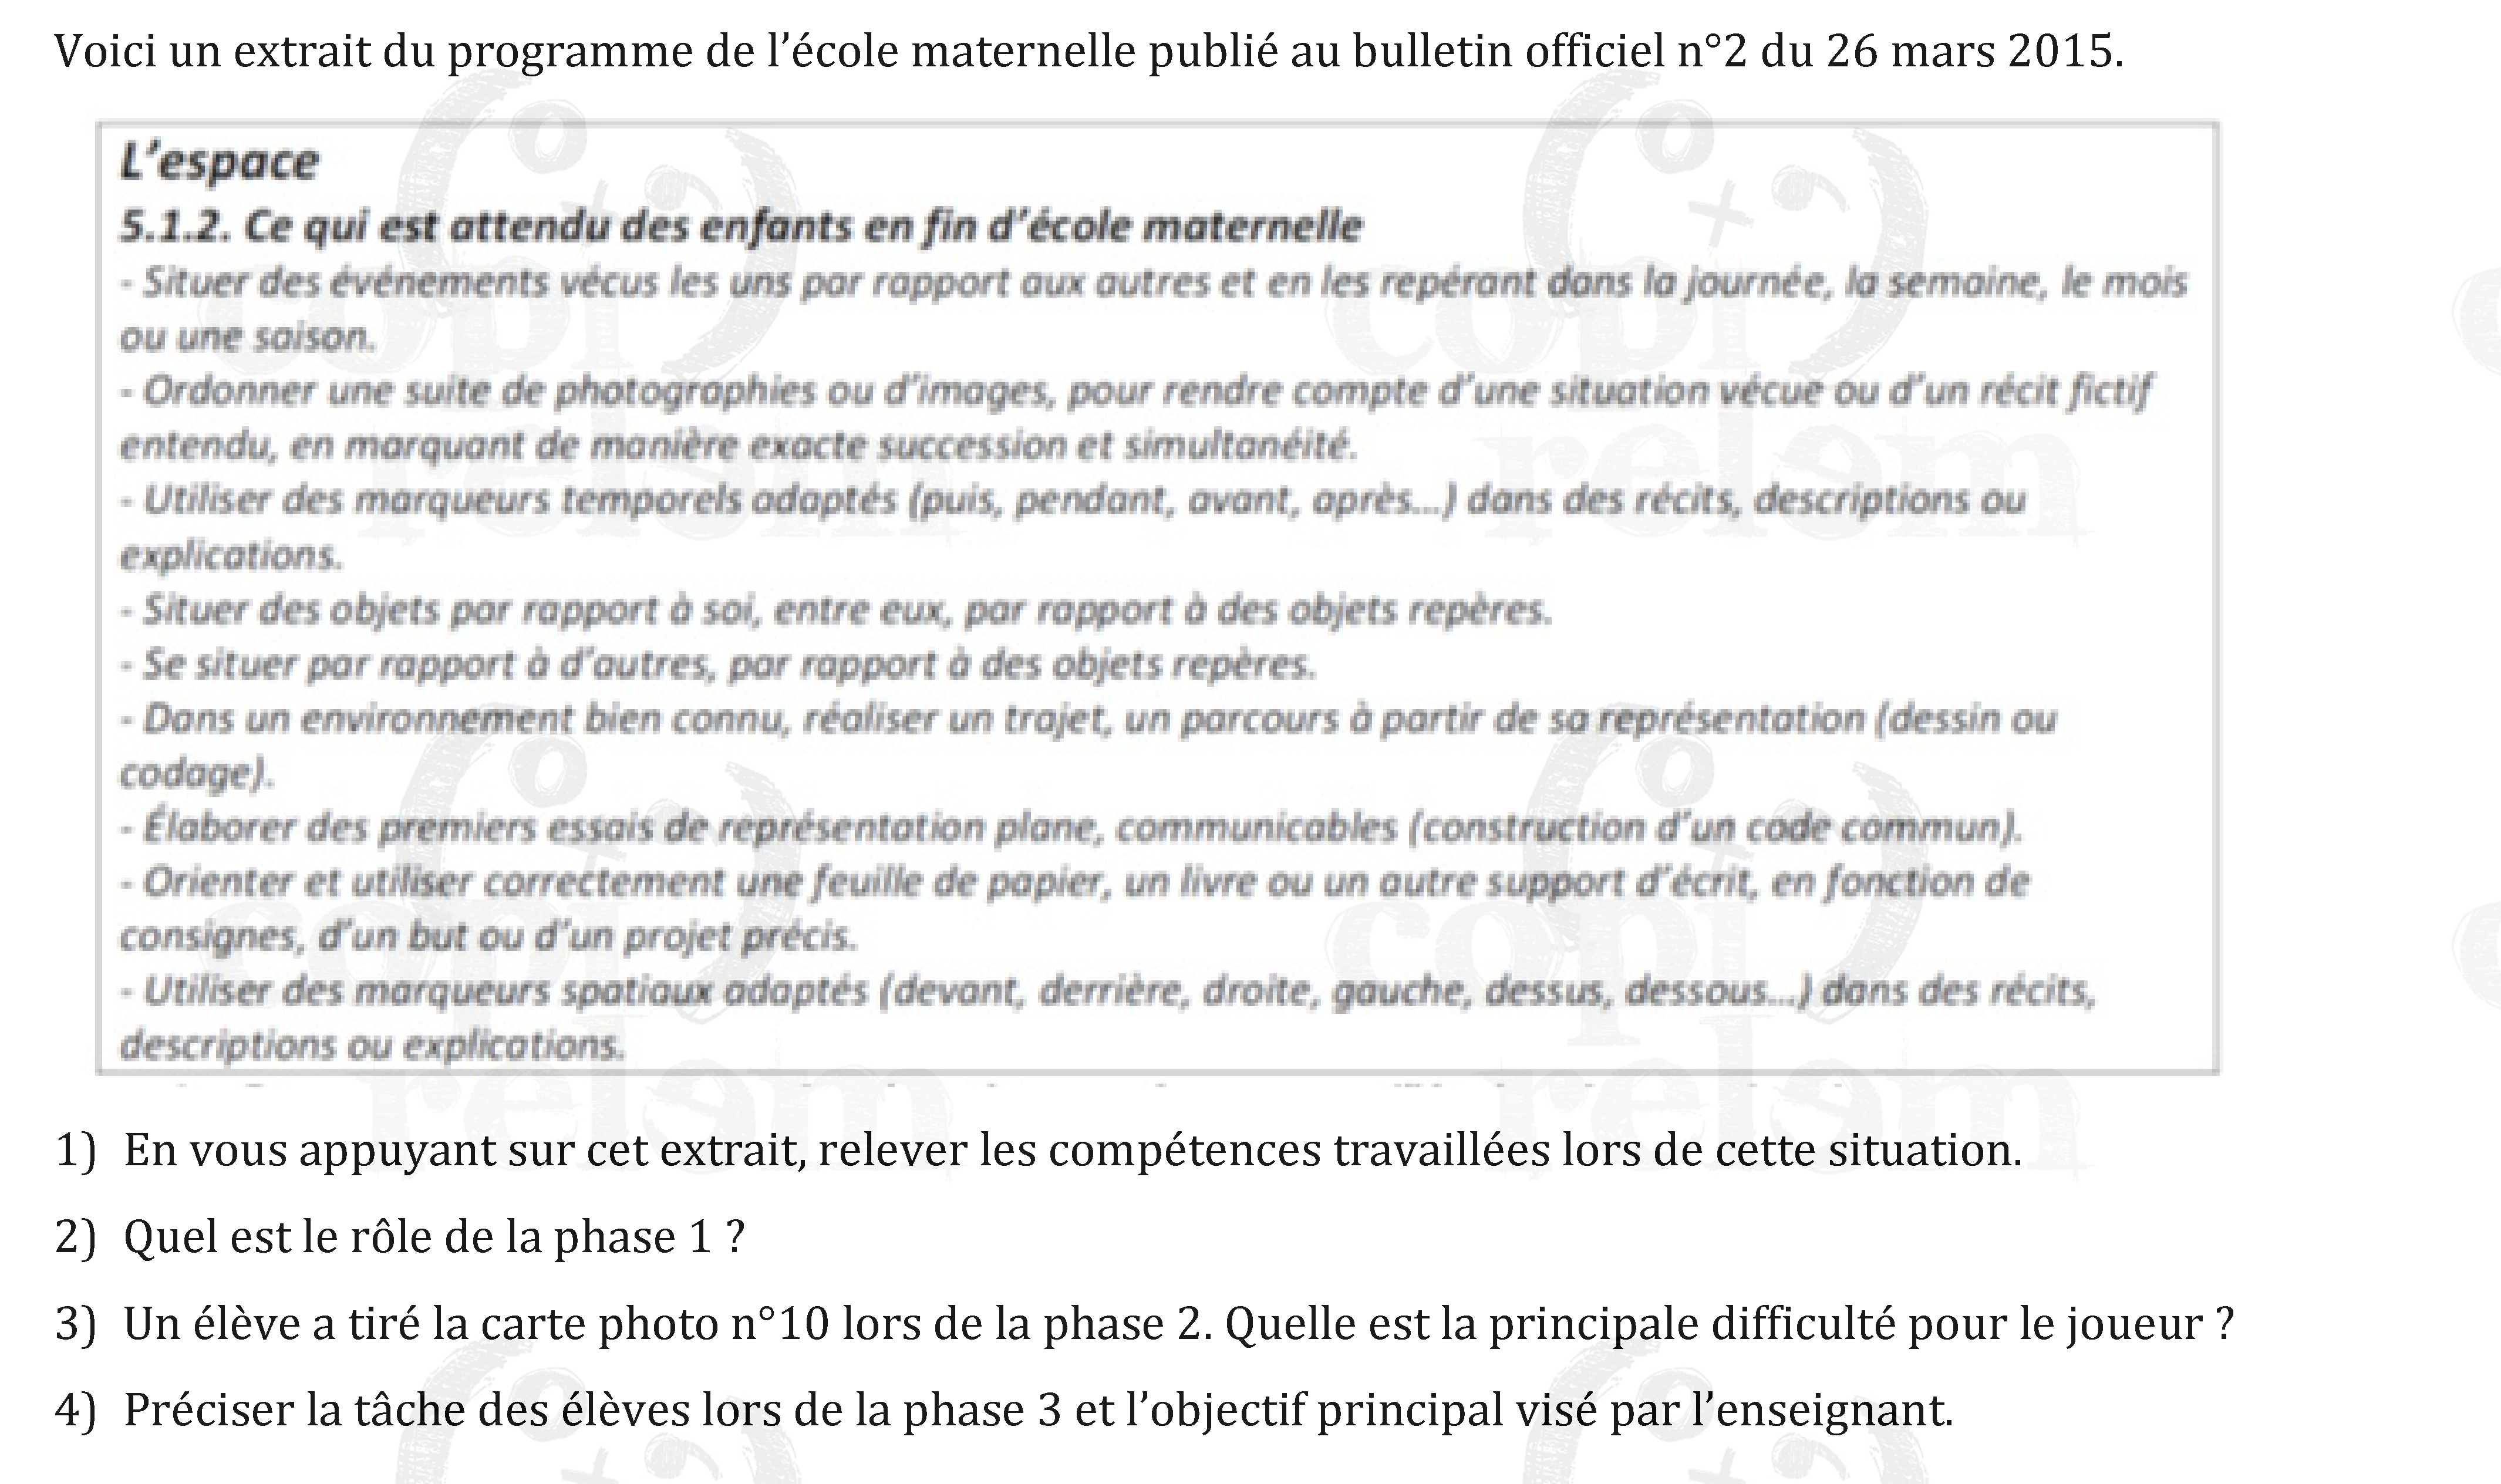 Voici un extrait du programme de l'école maternelle publié au bulletin officiel n°2 du 26 mars 2015.
L'espace
5.1.2. Ce qui est attendu des enfants en fin d'école maternelle
- Situer des événements vécus les uns par rapport aux autres et en les repérant dans la journée, la semaine, le mois
ou une saison.
- Ordonner une suite de photographies ou d'images, pour rendre compte d'une situation vécue ou d'un récit fictif
entendu, en marquant de manière exacte succession et simultanéité.
- Utiliser des marqueurs temporels adaptés (puis, pendant, avant, après...) dans des récits, descriptions ou
explications.
- Situer des objets par rapport à soi, entre eux, par rapport à des objets repères.
- Se situer par rapport à d'autres, par rapport à des objets repères.
- Dans un environnement bien connu, réaliser un trajet, un parcours à partir de sa représentation (dessin ou
codage).
- Élaborer des premiers essais de représentation plane, communicables (construction d'un code commun).
- Orienter et utiliser correctement une feuille de papier, un livre ou un autre support d'écrit, en fonction de
consignes, d'un but ou d'un projet précis.
- Utiliser des marqueurs spatiaux adaptés (devant, derrière, droite, gauche, dessus, dessous...) dans des récits,
descriptions ou explications.
1) En vous appuyant sur cet extrait, relever les compétences travaillées lors de cette situation.
2) Quel est le rôle de la phase 1 ?
3) Un élève a tiré la carte photo n°10 lors de la phase 2. Quelle est la principale difficulté pour le joueur ?
4) Préciser la tâche des élèves lors de la phase 3 et l'objectif principal visé par l'enseignant.